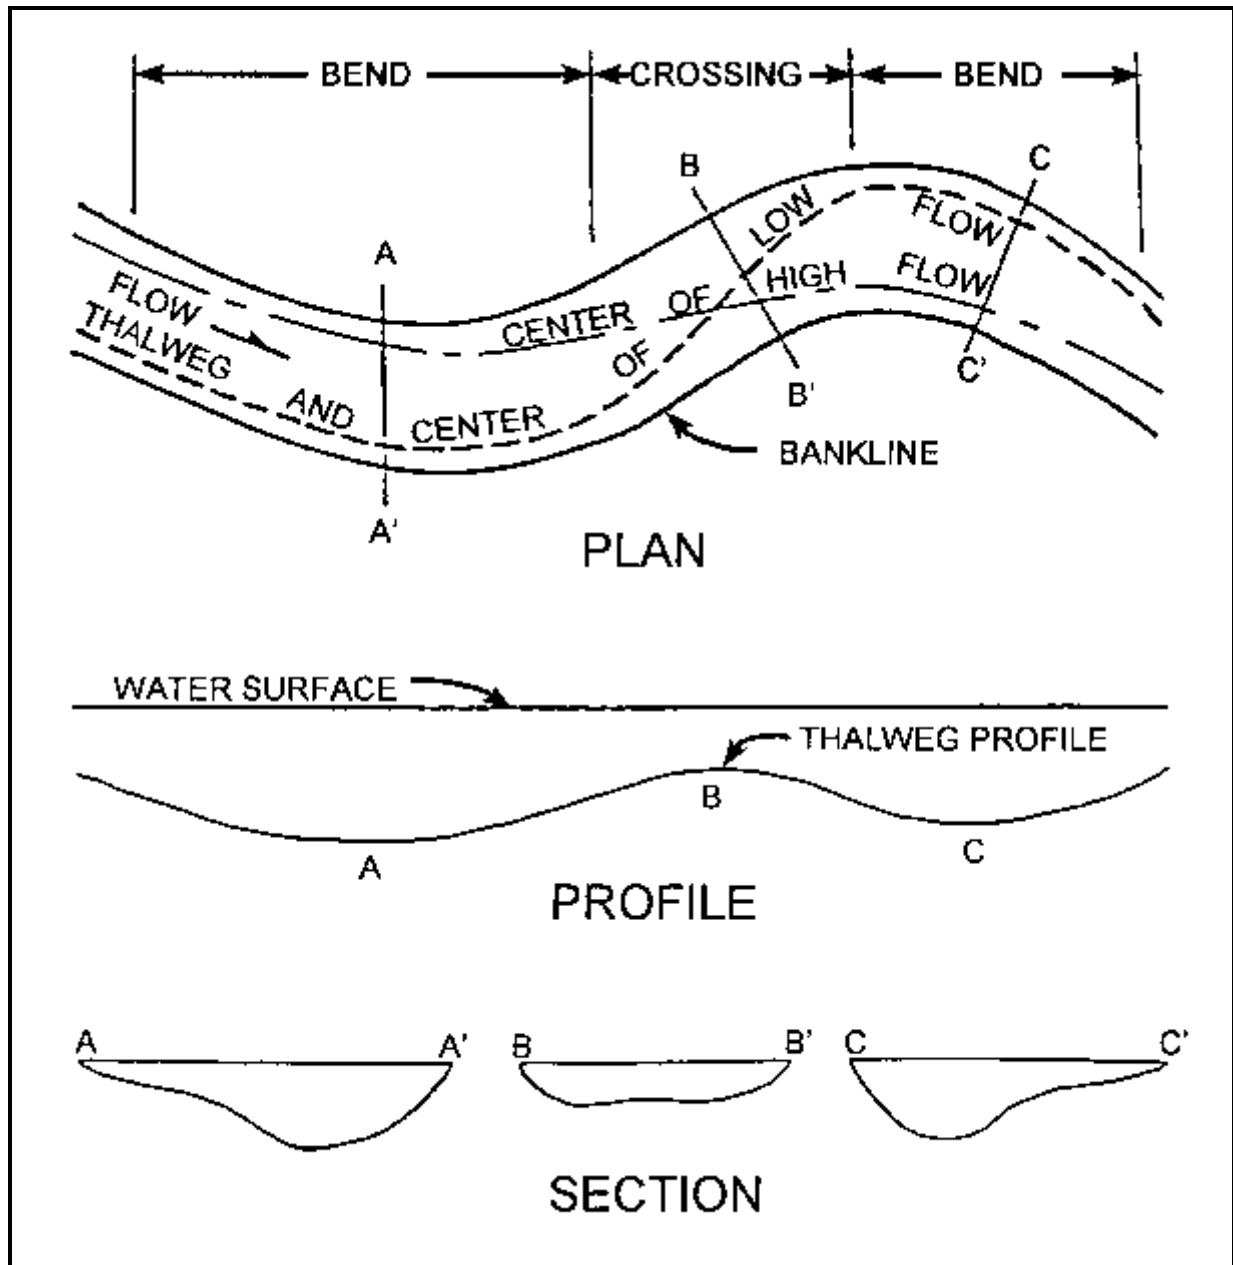 BEND
CROSSING
BEND
A
B
C
FLOW
THALWEG AND CENTER OF LOW FLOW
CENTER OF HIGH FLOW
A'
B'
C'
BANKLINE
PLAN
WATER SURFACE
THALWEG PROFILE
A
B
C
PROFILE
A A' B B' C C'
SECTION